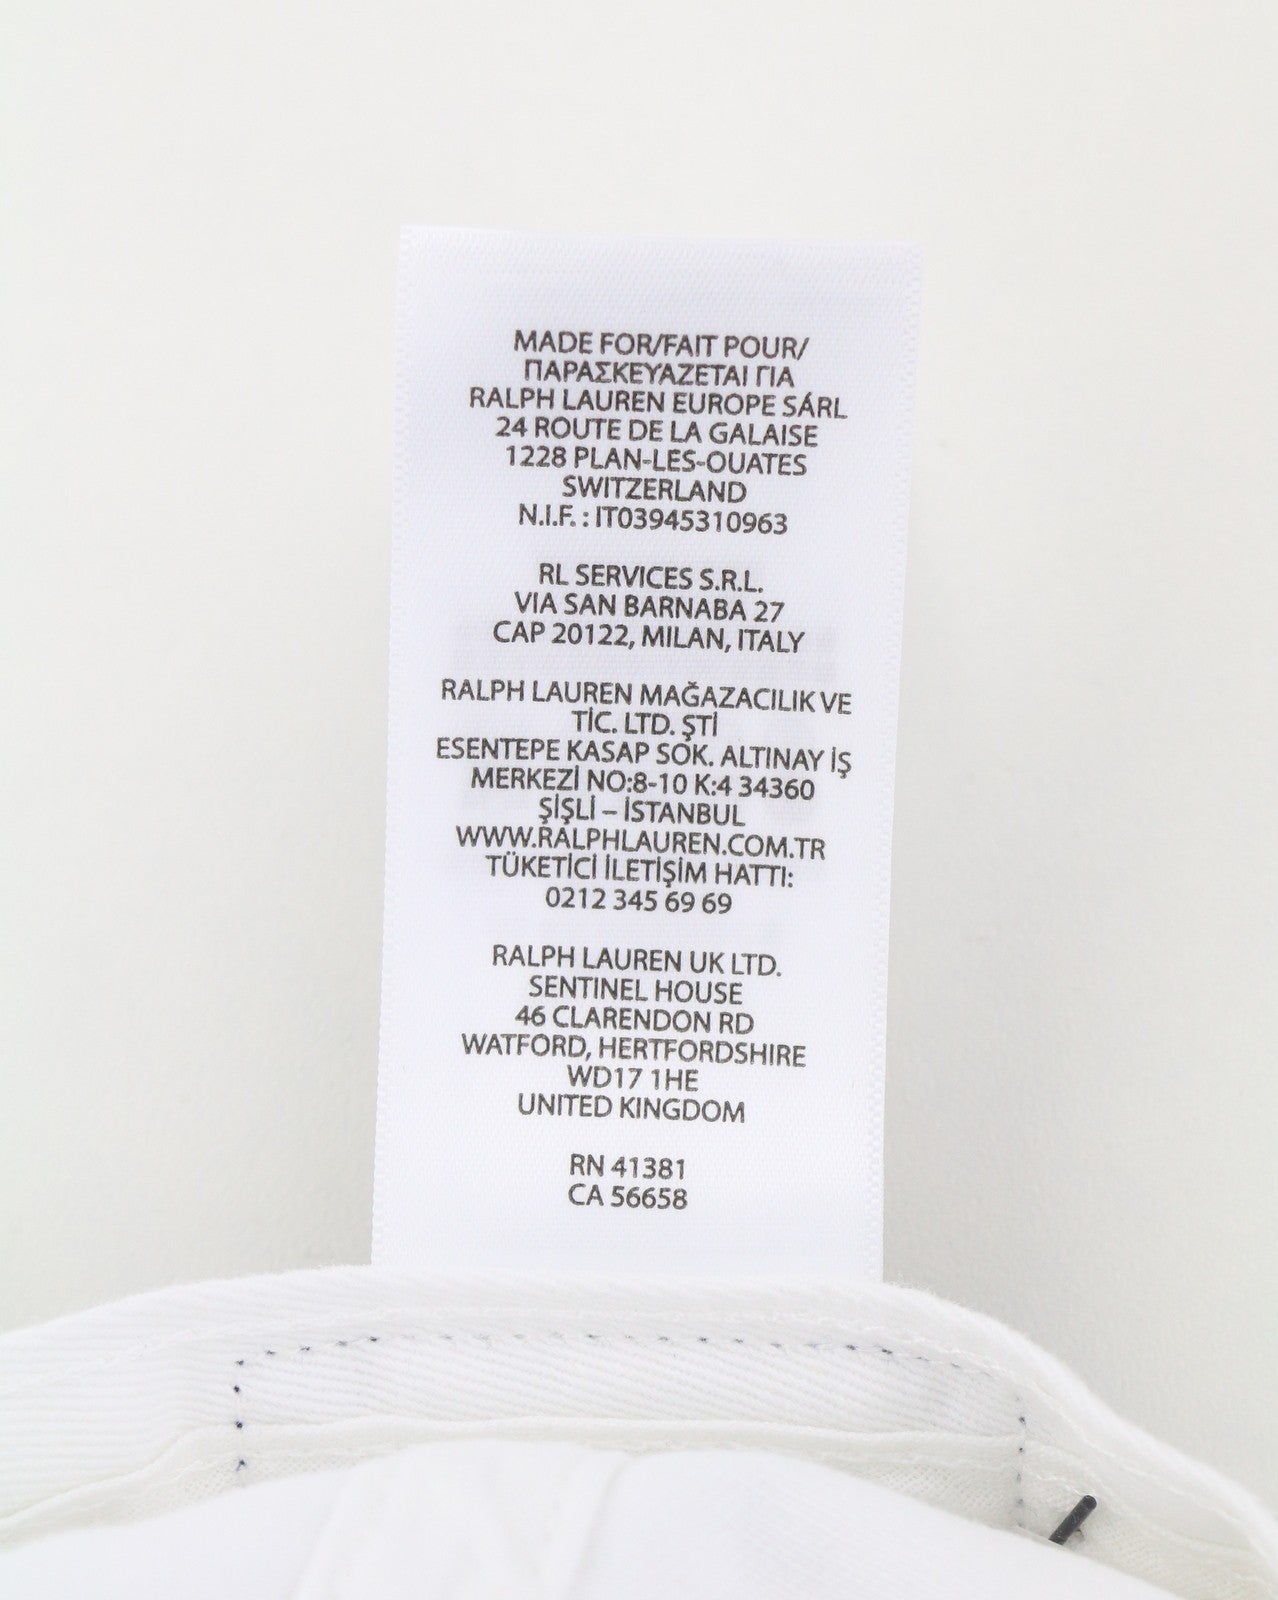 MADE FOR/FAIT POUR/
ΠΑΡΑΣΚΕΥΑΖΕΤΑΙ ΓΙΑ
RALPH LAUREN EUROPE SÁRL
24 ROUTE DE LA GALAISE
1228 PLAN-LES-OUATES
SWITZERLAND
N.I.F. : IT03945310963
RL SERVICES S.R.L.
VIA SAN BARNABA 27
CAP 20122, MILAN, ITALY
RALPH LAUREN MAĞAZACILIK VE
TİC. LTD. ŞTİ
ESENTEPE KASAP SOK. ALTINAY İŞ
MERKEZİ NO:8-10 K:4 34360
ŞİŞLİ – İSTANBUL
WWW.RALPHLAUREN.COM.TR
TÜKETİCİ İLETİŞİM HATTI:
0212 345 69 69
RALPH LAUREN UK LTD.
SENTINEL HOUSE
46 CLARENDON RD
WATFORD, HERTFORDSHIRE
WD17 1HE
UNITED KINGDOM
RN 41381
CA 56658